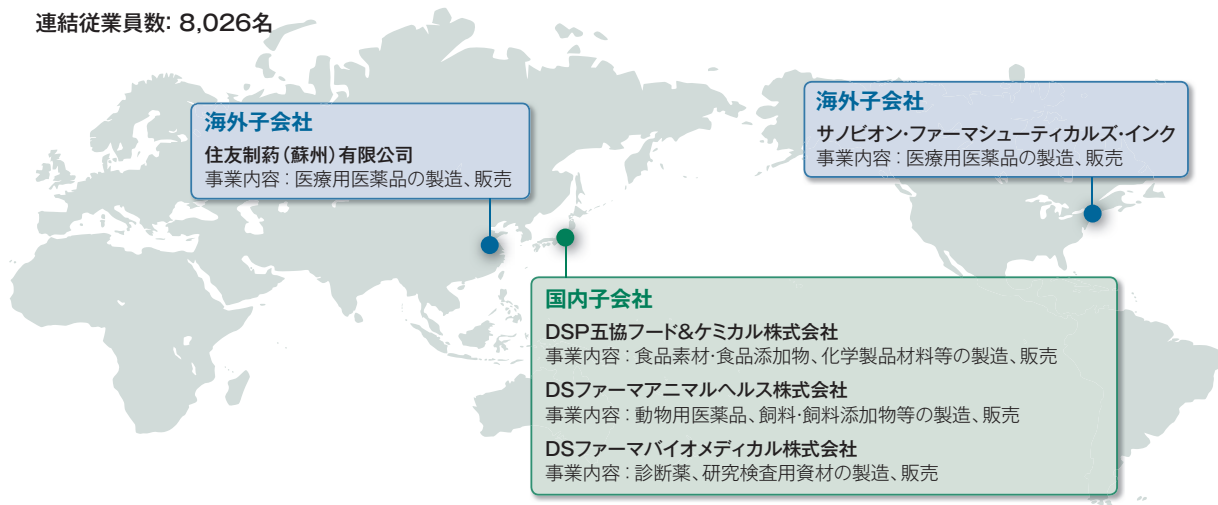 連結従業員数: 8,026名
海外子会社
住友制葯(蘇州)有限公司
事業内容:医療用医薬品の製造、販売
海外子会社
サノビオン・ファーマシューティカルズ・インク
事業内容:医療用医薬品の製造、販売
国内子会社
DSP五協フード&ケミカル株式会社
事業内容:食品素材・食品添加物、化学製品材料等の製造、販売
DSファーマアニマルヘルス株式会社
事業内容:動物用医薬品、飼料・飼料添加物等の製造、販売
DSファーマバイオメディカル株式会社
事業内容:診断薬、研究検査用資材の製造、販売